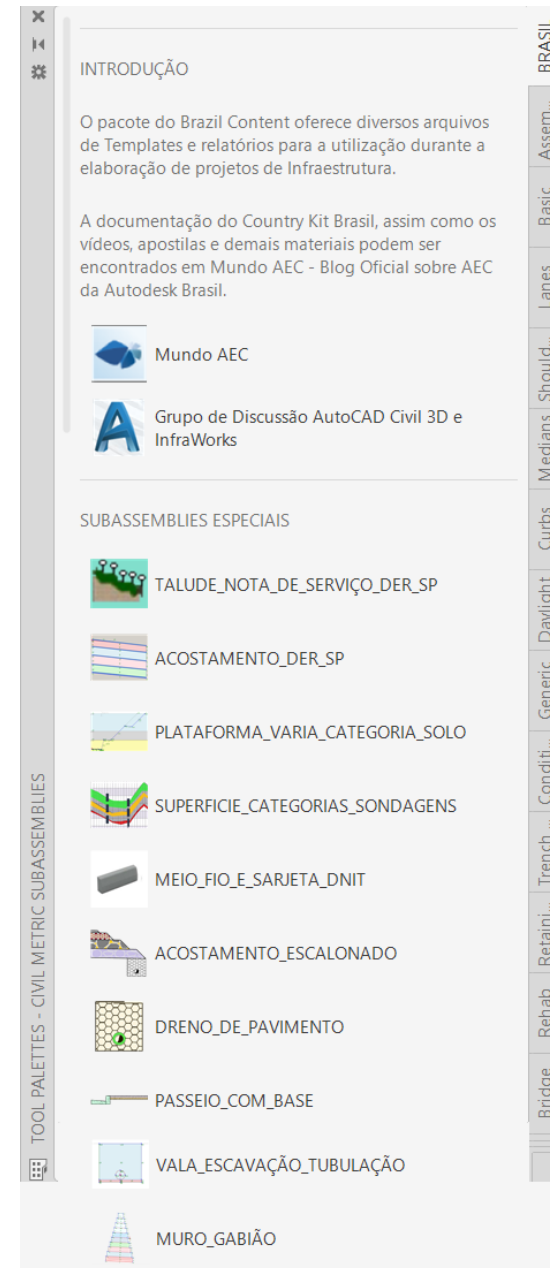 INTRODUÇÃO
O pacote do Brazil Content oferece diversos arquivos
de Templates e relatórios para a utilização durante a
elaboração de projetos de Infraestrutura.
A documentação do Country Kit Brasil, assim como os
vídeos, apostilas e demais materiais podem ser
encontrados em Mundo AEC - Blog Oficial sobre AEC
da Autodesk Brasil.
Mundo AEC
Grupo de Discussão AutoCAD Civil 3D e
InfraWorks
SUBASSEMBLIES ESPECIAIS
TALUDE_NOTA_DE_SERVIÇO_DER_SP
ACOSTAMENTO_DER_SP
PLATAFORMA_VARIA_CATEGORIA_SOLO
SUPERFICIE_CATEGORIAS_SONDAGENS
MEIO_FIO_E_SARJETA_DNIT
ACOSTAMENTO_ESCALONADO
DRENO_DE_PAVIMENTO
PASSEIO_COM_BASE
VALA_ESCAVAÇÃO_TUBULAÇÃO
MURO_GABIÃO
TOOL PALETTES - CIVIL METRIC SUBASSEMBLIES
BRASIL
Assem...
Basic
Lanes
Should...
Medians
Curbs
Daylight
Generic
Conditi...
Trench ...
Retaini...
Rehab
Bridge